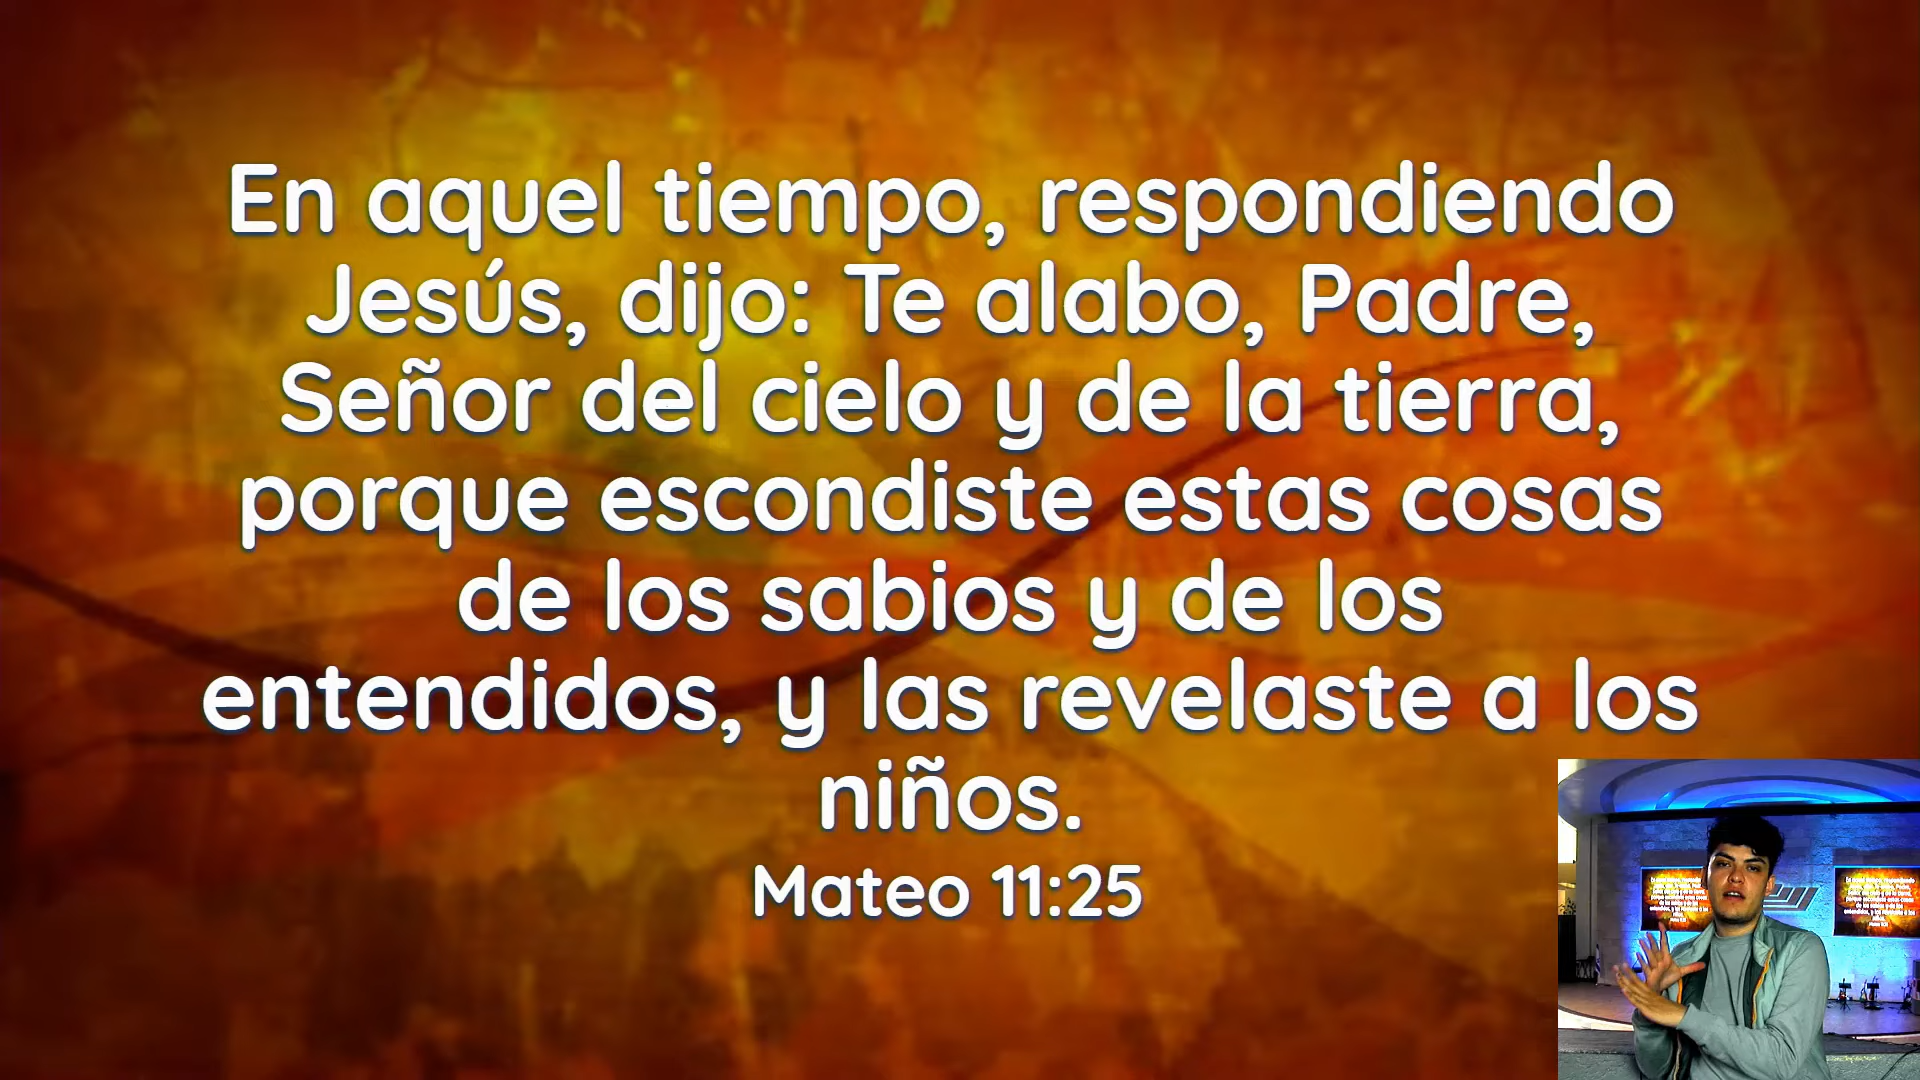 En aquel tiempo, respondiendo
Jesús, dijo: Te alabo, Padre,
Señor del cielo y de la tierra,
porque escondiste estas cosas
de los sabios y de los
entendidos, y las revelaste a los
niños.
Mateo 11:25